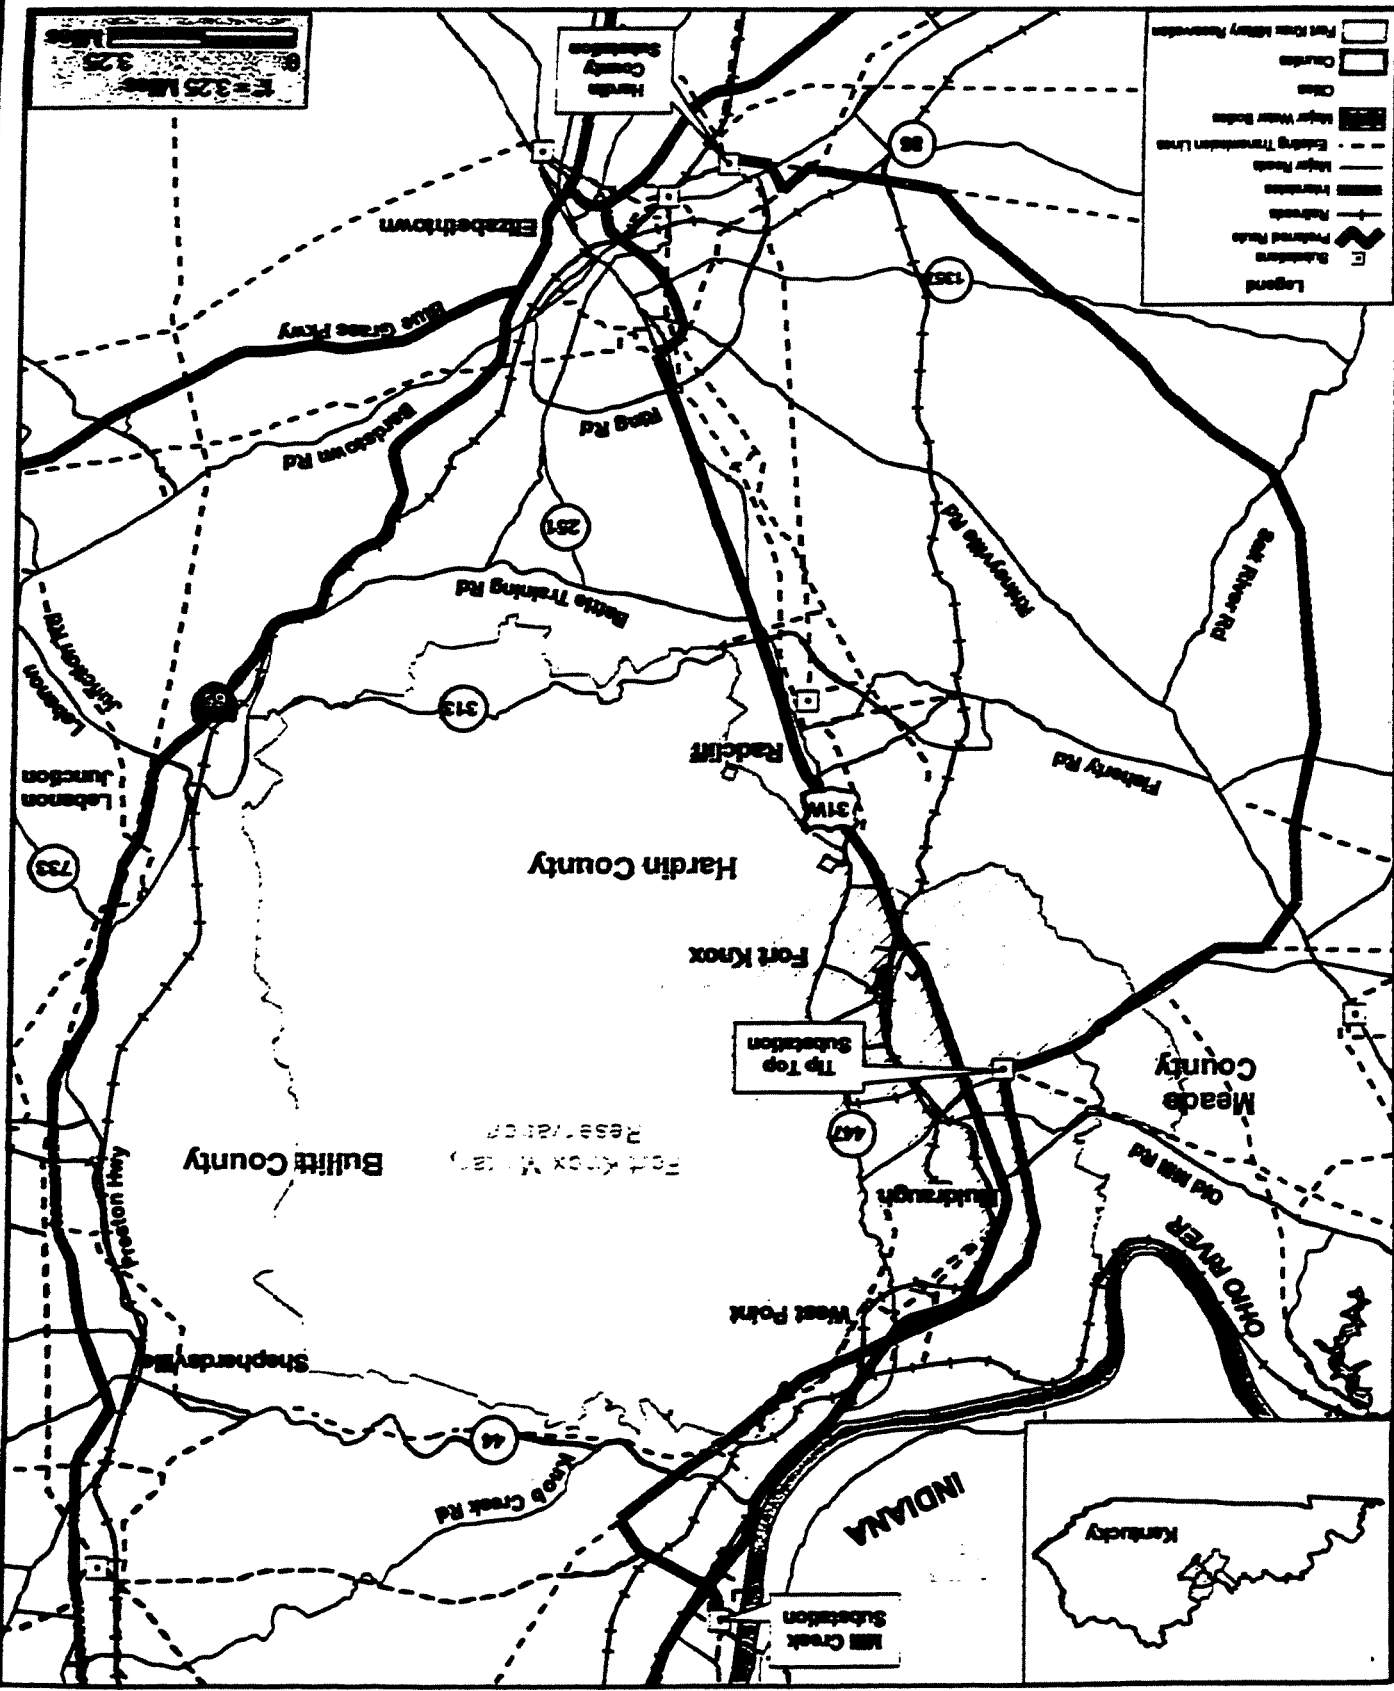 Mill Creek
Substation
Kentucky
INDIANA
Knob Creek Rd
44
OHIO RIVER
Shepherdsville
West Point
Old Mill Rd
Muldraugh
Preston Hwy
Fort Knox Military
Reservation
Bullitt County
447
Meade
County
Tip Top
Substation
Fort Knox
Hardin County
733
31W
Lebanon
Junction
Flaherty Rd
Radcliff
313
Lebanon
Junction Rd
Salt River Rd
Rhineyville Rd
Battle Training Rd
251
Ring Rd
Bardstown Rd
Blue Grass Pkwy
1357
Elizabethtown
86
Hardin
County
Substation
Legend
Substations
Preferred Route
Railroads
Interstates
Major Roads
Existing Transmission Lines
Major Water Bodies
Cities
Counties
Fort Knox Military Reservation
1" = 3.25 Miles
0 3.25
Miles